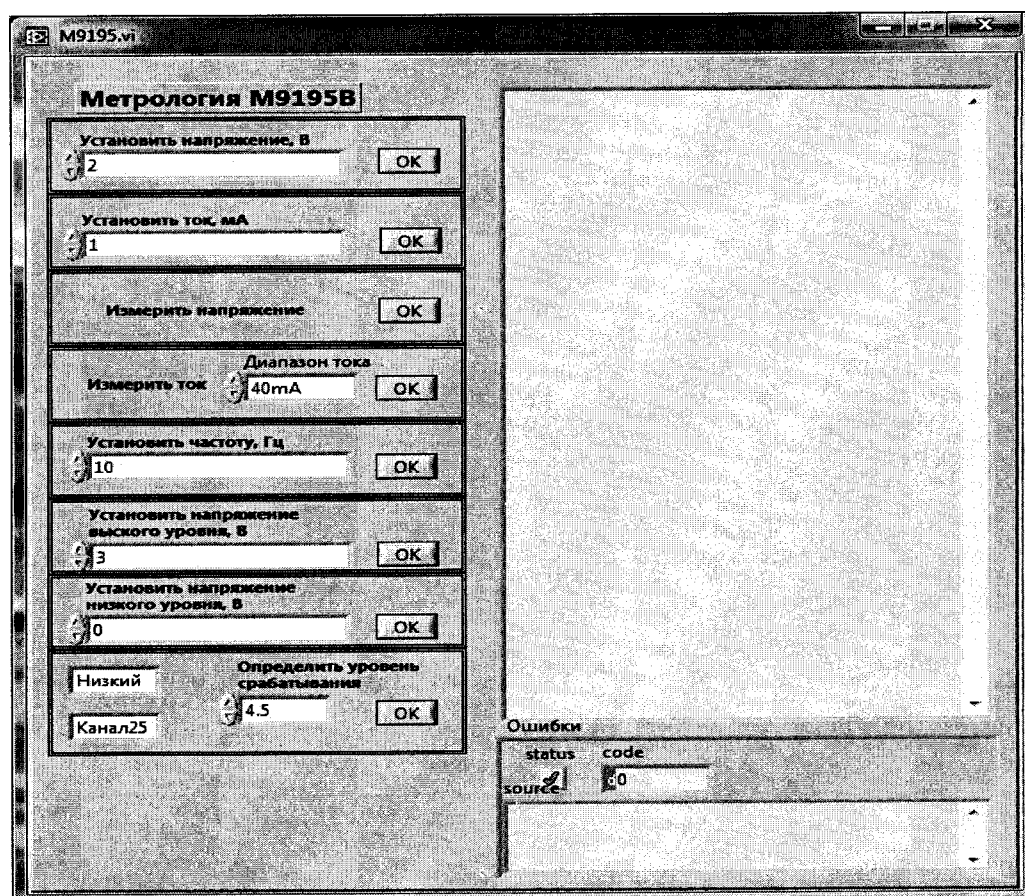 M9195.vi
Метрология M9195B
Установить напряжение, В
2
OK
Установить ток, мА
1
OK
Измерить напряжение
OK
Диапазон тока
Измерить ток
40mA
OK
Установить частоту, Гц
10
OK
Установить напряжение
выского уровня, В
3
OK
Установить напряжение
низкого уровня, В
0
OK
Низкий
Определить уровень
срабатывания
4.5
OK
Канал25
Ошибки
status
code
d0
source